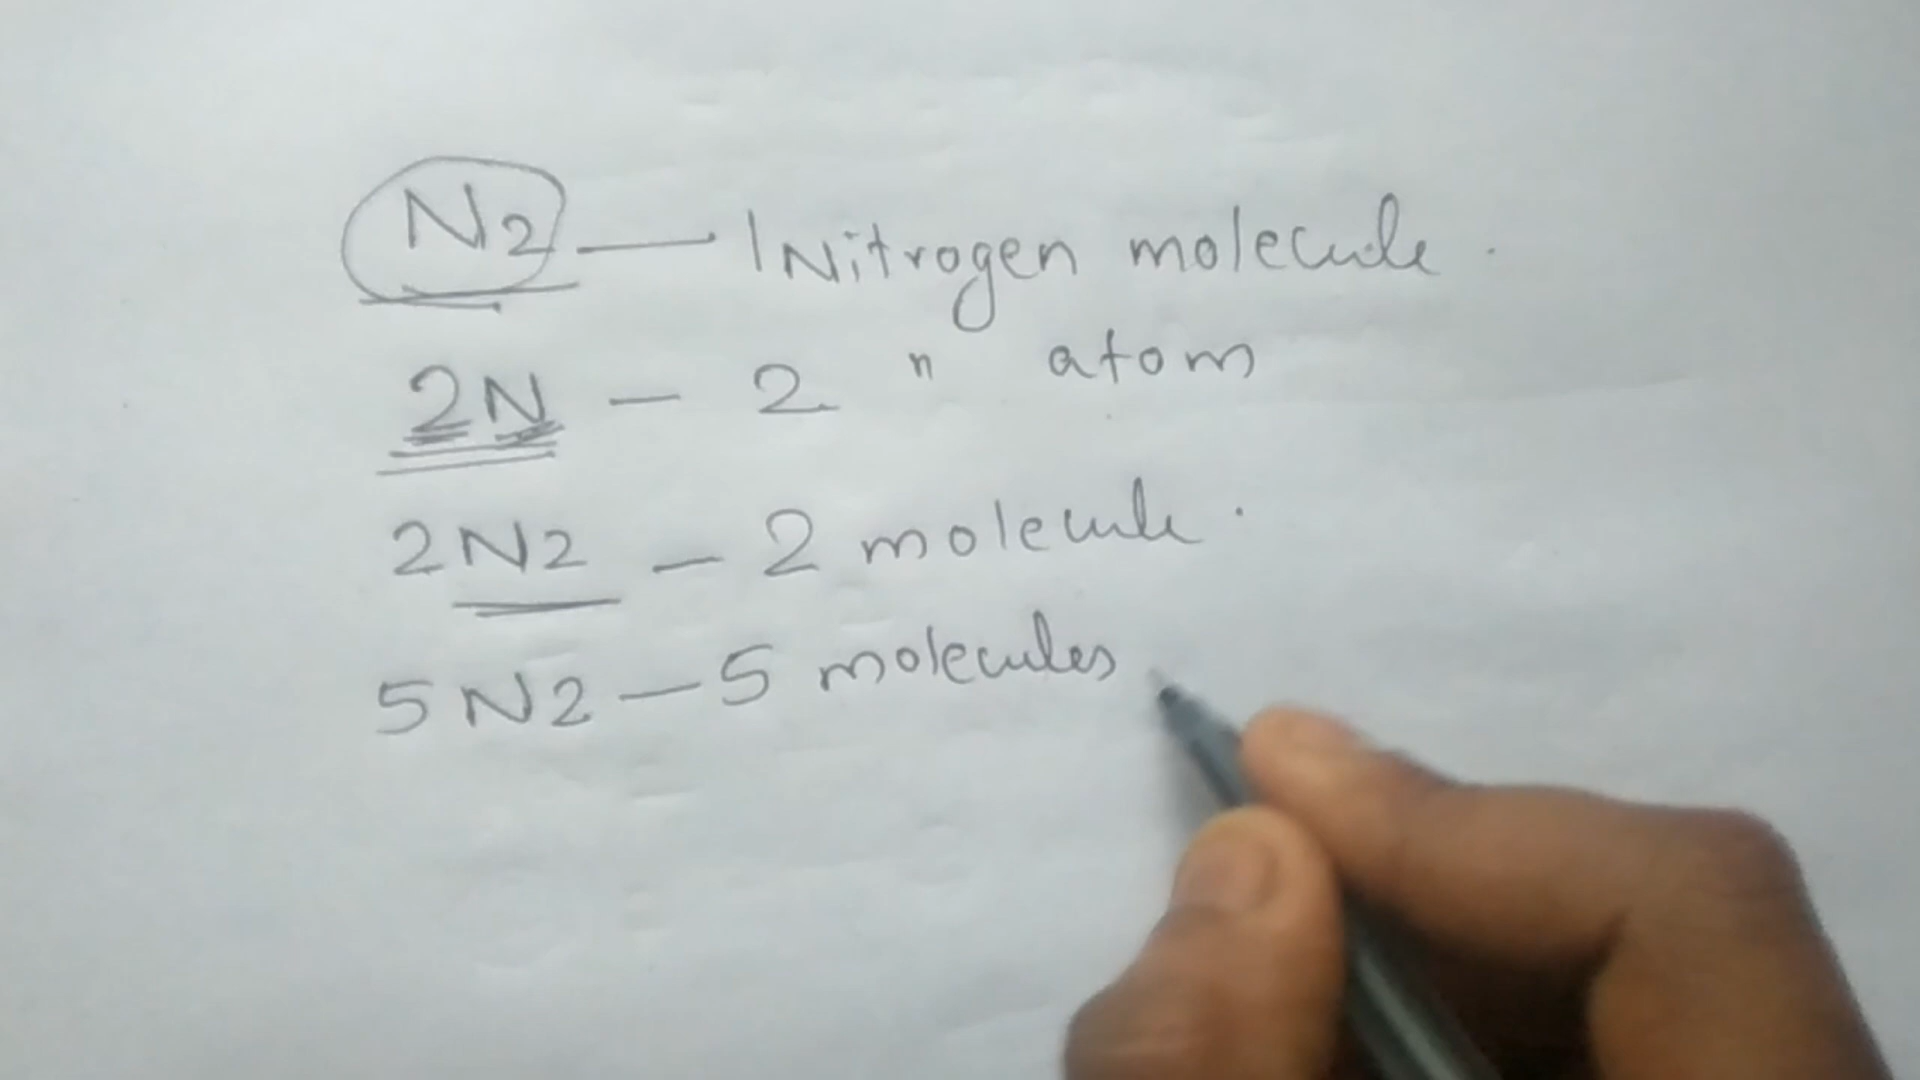 N2 — 1 Nitrogen molecule.
2N - 2 " atom
2N2 - 2 molecule.
5N2 - 5 molecules